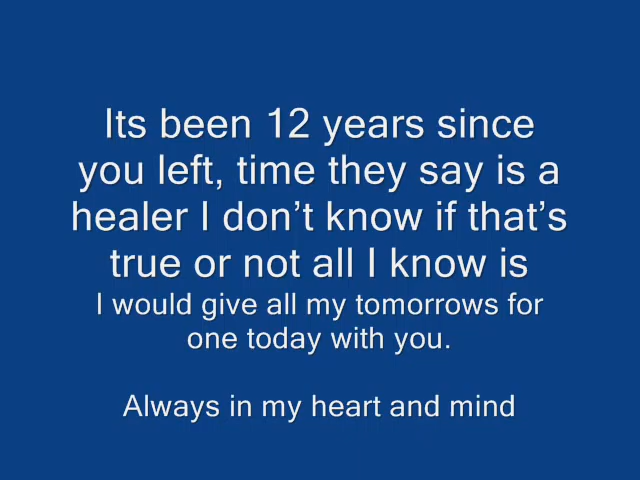 Its been 12 years since
you left, time they say is a
healer I don’t know if that’s
true or not all I know is
I would give all my tomorrows for
one today with you.
Always in my heart and mind